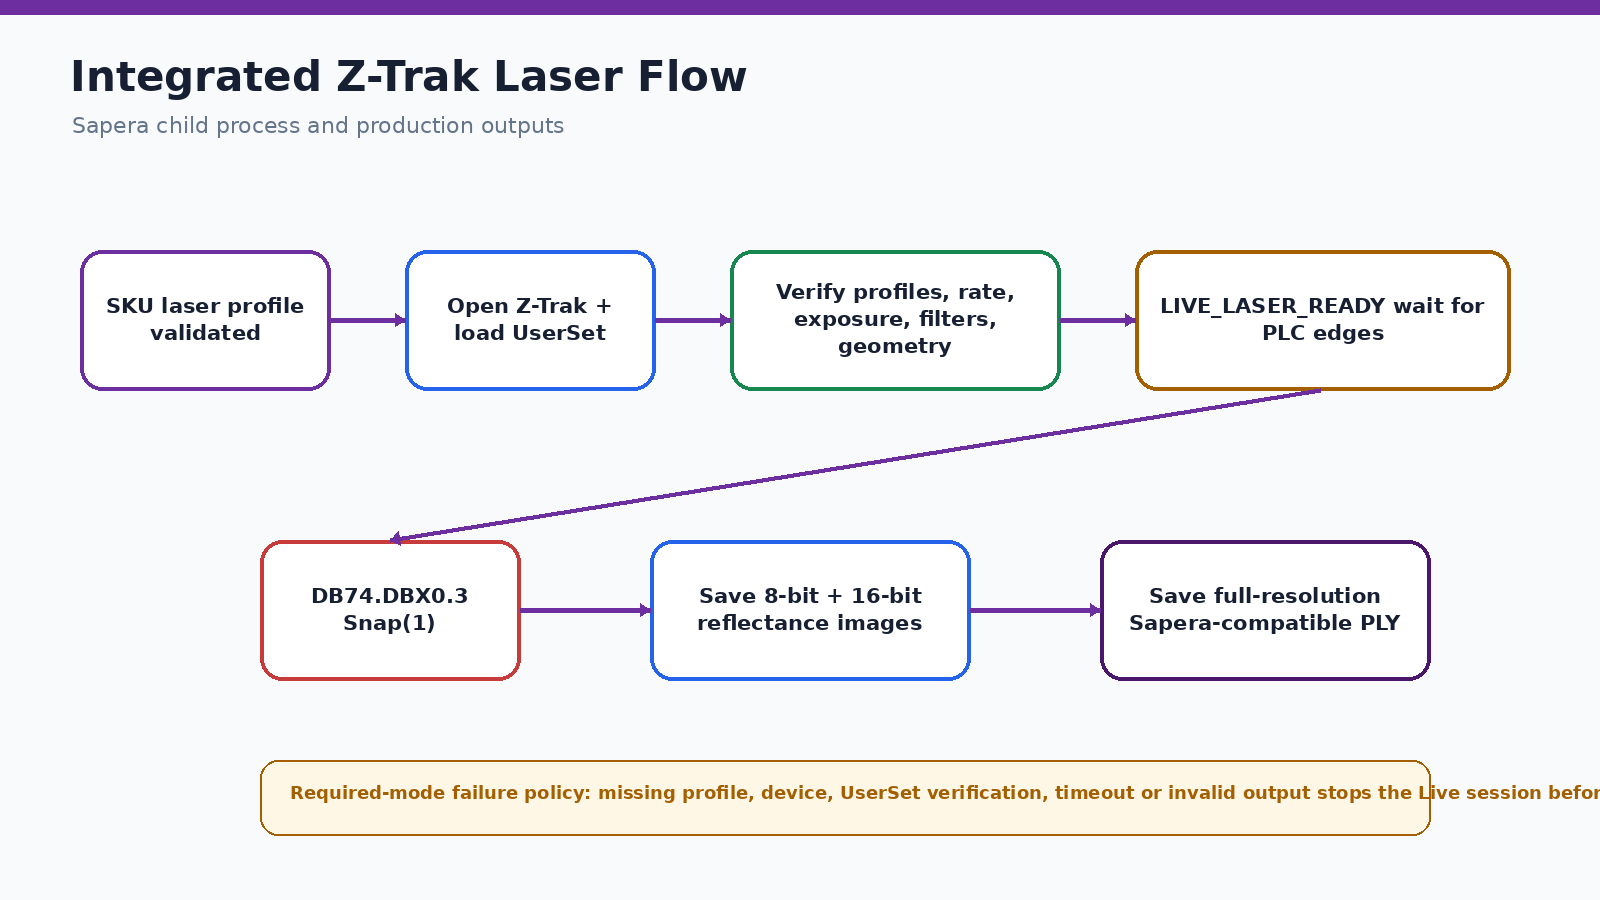 Integrated Z-Trak Laser Flow
Sapera child process and production outputs
SKU laser profile
validated
Open Z-Trak +
load UserSet
Verify profiles, rate,
exposure, filters,
geometry
LIVE_LASER_READY wait for
PLC edges
DB74.DBX0.3
Snap(1)
Save 8-bit + 16-bit
reflectance images
Save full-resolution
Sapera-compatible PLY
Required-mode failure policy: missing profile, device, UserSet verification, timeout or invalid output stops the Live session